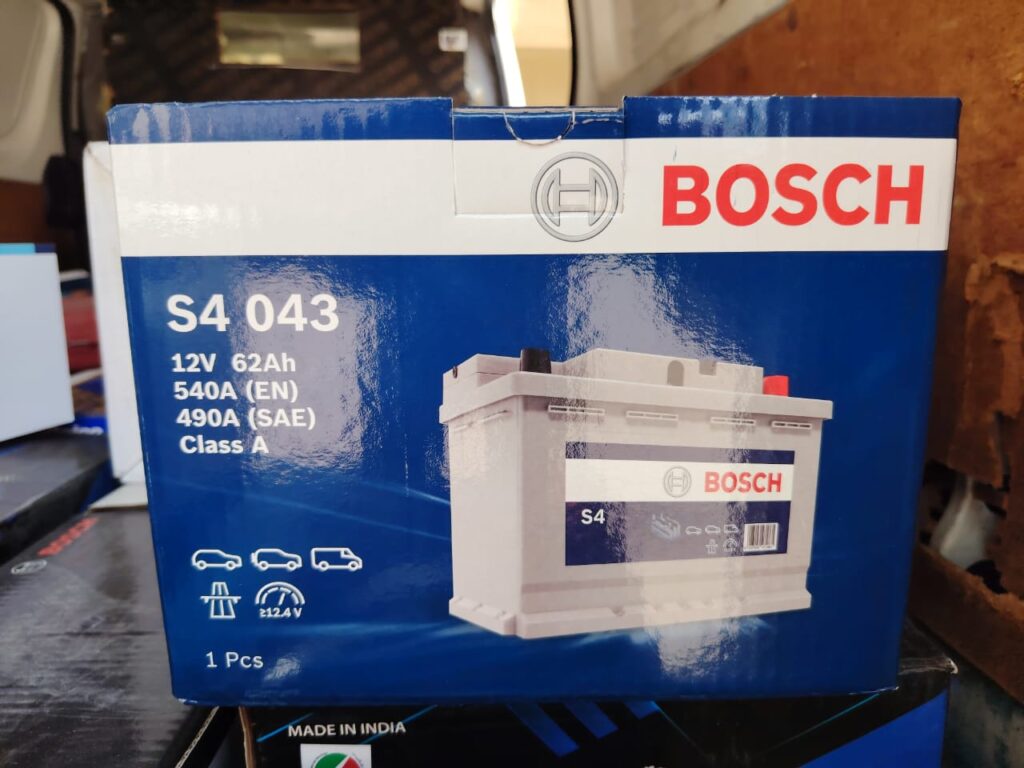 BOSCH
S4 043
12V 62Ah
540A (EN)
490A (SAE)
Class A
BOSCH
S4
≥12.4 V
1 Pcs
BOSCH
MADE IN INDIA